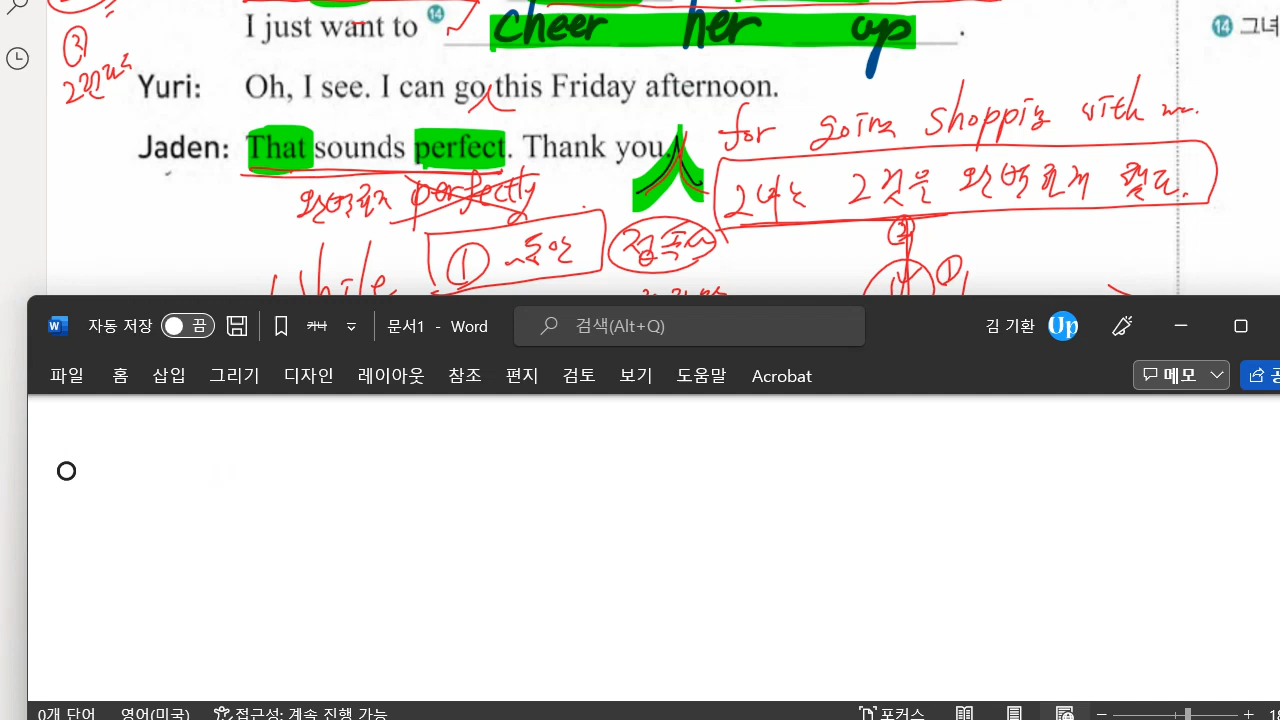 I just want to ⑭ cheer her up.
⑭ 그녀
③
Yuri: Oh, I see. I can go this Friday afternoon.
for going shopping with me.
Jaden: That sounds perfect. Thank you.
완벽하게 perfectly
그녀는 그것을 완벽하게 했다.
① ~동안 접속사
②
while
①
자동 저장 끔 문서1 - Word 검색(Alt+Q) 김 기환 Up
파일 홈 삽입 그리기 디자인 레이아웃 참조 편지 검토 보기 도움말 Acrobat 메모
0개 단어 영어(미국) 접근성: 계속 진행 가능 포커스